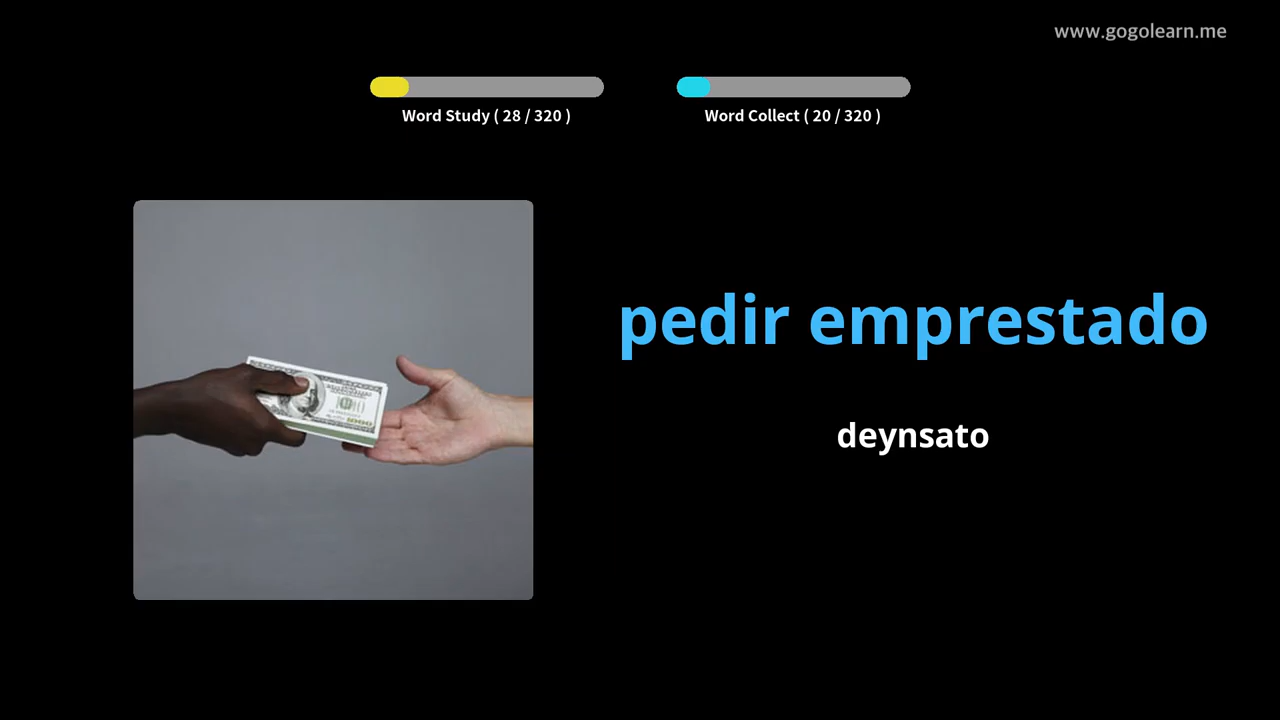 www.gogolearn.me
Word Study ( 28 / 320 )
Word Collect ( 20 / 320 )
pedir emprestado
deynsato